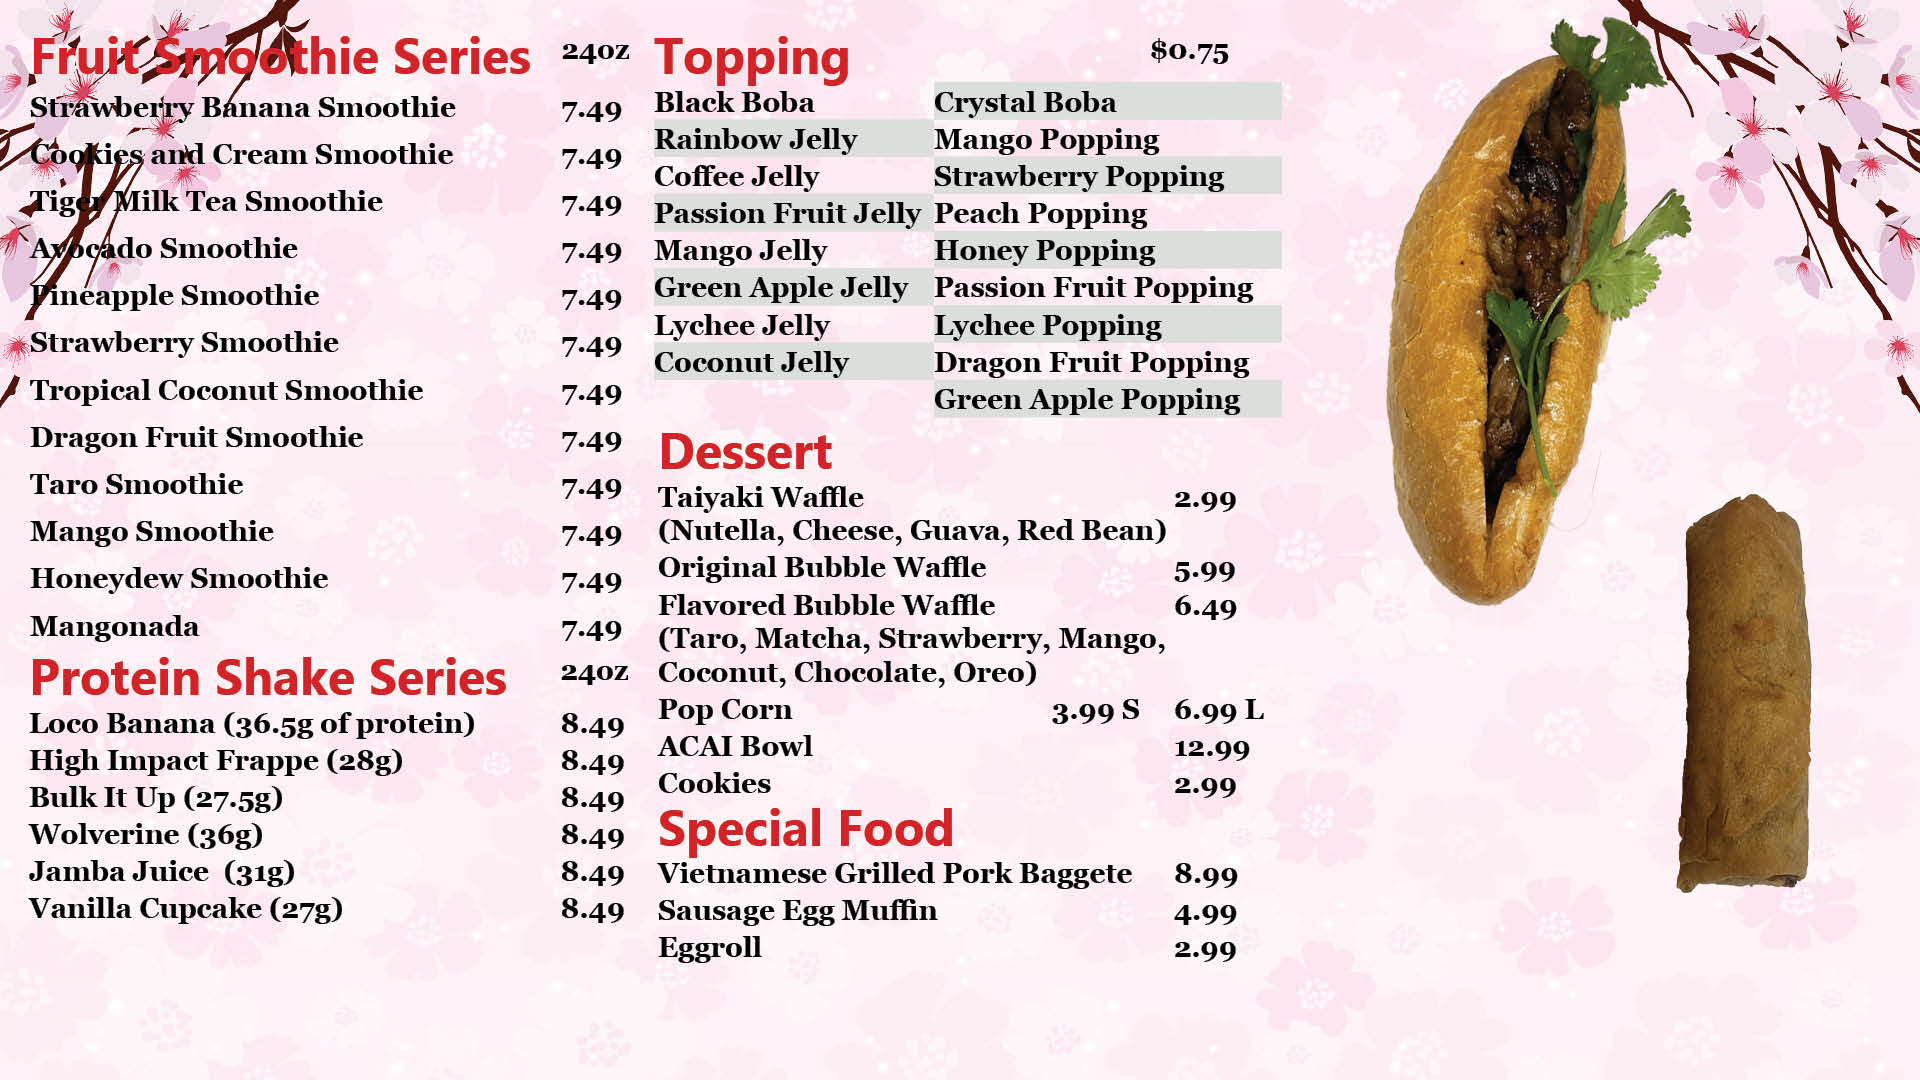 Fruit Smoothie Series 24oz
Strawberry Banana Smoothie 7.49
Cookies and Cream Smoothie 7.49
Tiger Milk Tea Smoothie 7.49
Avocado Smoothie 7.49
Pineapple Smoothie 7.49
Strawberry Smoothie 7.49
Tropical Coconut Smoothie 7.49
Dragon Fruit Smoothie 7.49
Taro Smoothie 7.49
Mango Smoothie 7.49
Honeydew Smoothie 7.49
Mangonada 7.49
Protein Shake Series 24oz
Loco Banana (36.5g of protein) 8.49
High Impact Frappe (28g) 8.49
Bulk It Up (27.5g) 8.49
Wolverine (36g) 8.49
Jamba Juice (31g) 8.49
Vanilla Cupcake (27g) 8.49
Topping $0.75
Black Boba Crystal Boba
Rainbow Jelly Mango Popping
Coffee Jelly Strawberry Popping
Passion Fruit Jelly Peach Popping
Mango Jelly Honey Popping
Green Apple Jelly Passion Fruit Popping
Lychee Jelly Lychee Popping
Coconut Jelly Dragon Fruit Popping
Green Apple Popping
Dessert
Taiyaki Waffle 2.99
(Nutella, Cheese, Guava, Red Bean)
Original Bubble Waffle 5.99
Flavored Bubble Waffle 6.49
(Taro, Matcha, Strawberry, Mango,
Coconut, Chocolate, Oreo)
Pop Corn 3.99 S 6.99 L
ACAI Bowl 12.99
Cookies 2.99
Special Food
Vietnamese Grilled Pork Baggete 8.99
Sausage Egg Muffin 4.99
Eggroll 2.99